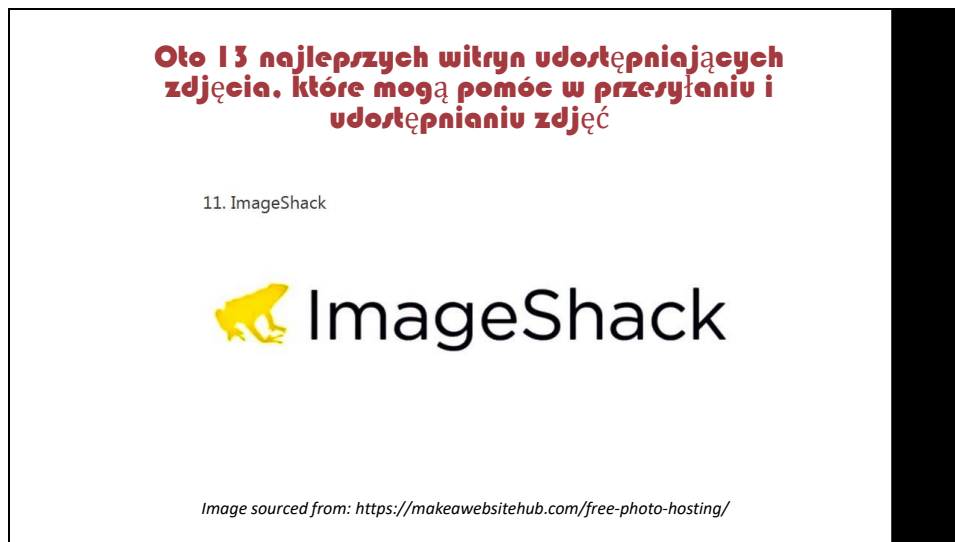 Oto 13 najlepszych witryn udostępniających
zdjęcia, które mogą pomóc w przesyłaniu i
udostępnianiu zdjęć
11. ImageShack
ImageShack
Image sourced from: https://makeawebsitehub.com/free-photo-hosting/